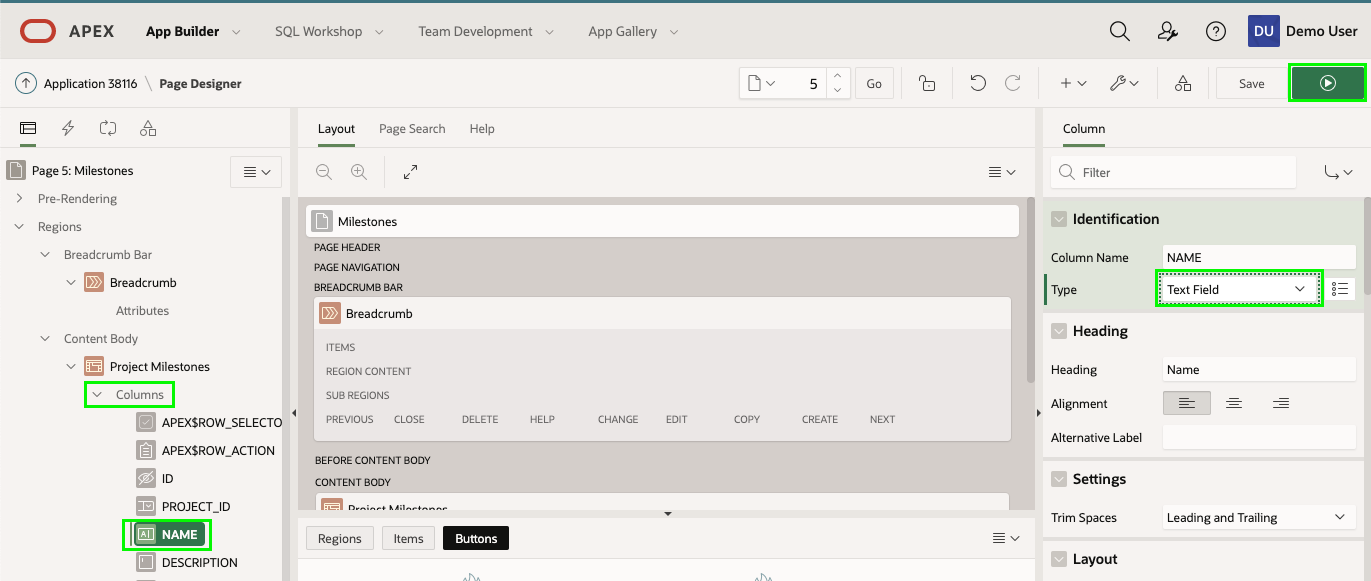 APEX App Builder SQL Workshop Team Development App Gallery DU Demo User
Application 38116 \ Page Designer 5 Go Save
Layout Page Search Help Column
Page 5: Milestones
Filter
Pre-Rendering
Regions
Breadcrumb Bar
Breadcrumb
Attributes
Content Body
Project Milestones
Columns
APEX$ROW_SELECTO
APEX$ROW_ACTION
ID
PROJECT_ID
NAME
DESCRIPTION
Milestones
PAGE HEADER
PAGE NAVIGATION
BREADCRUMB BAR
Breadcrumb
ITEMS
REGION CONTENT
SUB REGIONS
PREVIOUS CLOSE DELETE HELP CHANGE EDIT COPY CREATE NEXT
BEFORE CONTENT BODY
CONTENT BODY
Project Milestones
Regions Items Buttons
Identification
Column Name NAME
Type Text Field
Heading
Heading Name
Alignment
Alternative Label
Settings
Trim Spaces Leading and Trailing
Layout